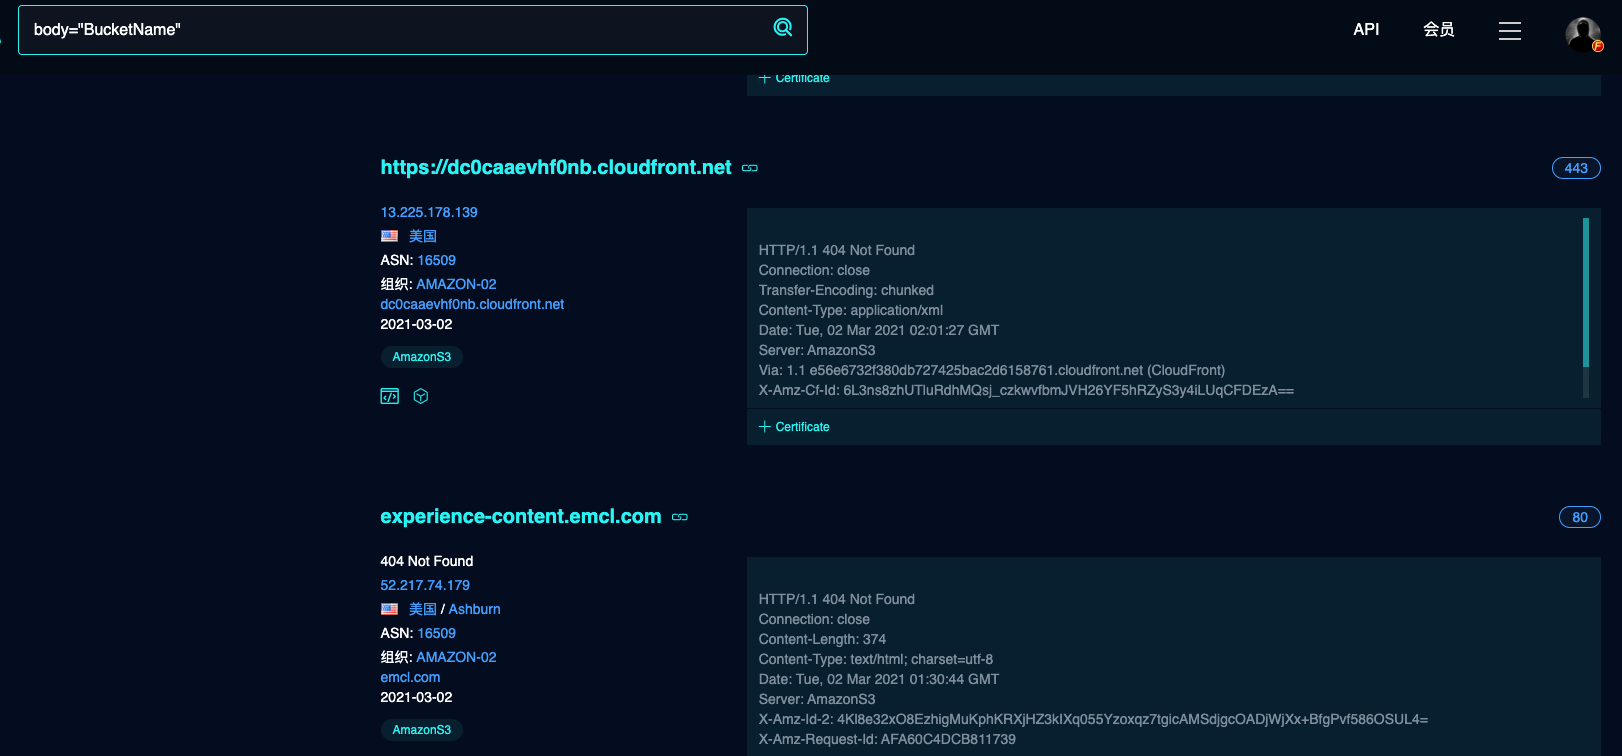 body="BucketName"
API
会员
F
+ Certificate
https://dc0caaevhf0nb.cloudfront.net
443
13.225.178.139
美国
ASN: 16509
组织: AMAZON-02
dc0caaevhf0nb.cloudfront.net
2021-03-02
AmazonS3
HTTP/1.1 404 Not Found
Connection: close
Transfer-Encoding: chunked
Content-Type: application/xml
Date: Tue, 02 Mar 2021 02:01:27 GMT
Server: AmazonS3
Via: 1.1 e56e6732f380db727425bac2d6158761.cloudfront.net (CloudFront)
X-Amz-Cf-Id: 6L3ns8zhUTluRdhMQsj_czkwvfbmJVH26YF5hRZyS3y4iLUqCFDEzA==
+ Certificate
experience-content.emcl.com
80
404 Not Found
52.217.74.179
美国 / Ashburn
ASN: 16509
组织: AMAZON-02
emcl.com
2021-03-02
AmazonS3
HTTP/1.1 404 Not Found
Connection: close
Content-Length: 374
Content-Type: text/html; charset=utf-8
Date: Tue, 02 Mar 2021 01:30:44 GMT
Server: AmazonS3
X-Amz-Id-2: 4Kl8e32xO8EzhigMuKphKRXjHZ3kIXq055Yzoxqz7tgicAMSdjgcOADjWjXx+BfgPvf586OSUL4=
X-Amz-Request-Id: AFA60C4DCB811739